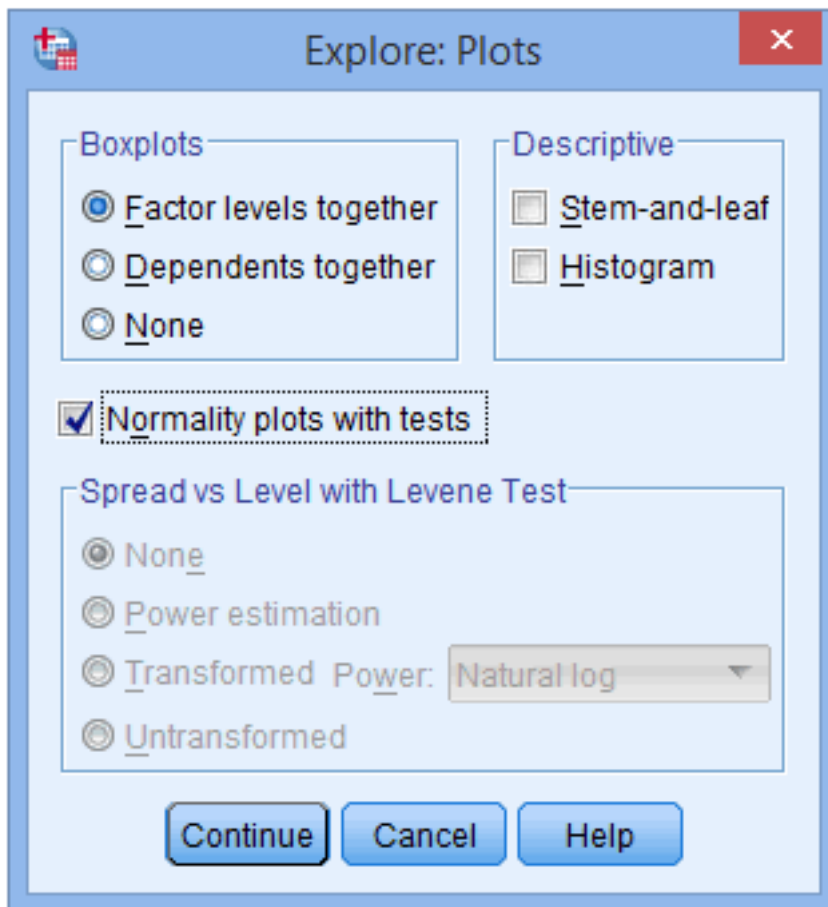 Explore: Plots
Boxplots
Factor levels together
Dependents together
None
Descriptive
Stem-and-leaf
Histogram
Normality plots with tests
Spread vs Level with Levene Test
None
Power estimation
Transformed Power: Natural log
Untransformed
Continue Cancel Help